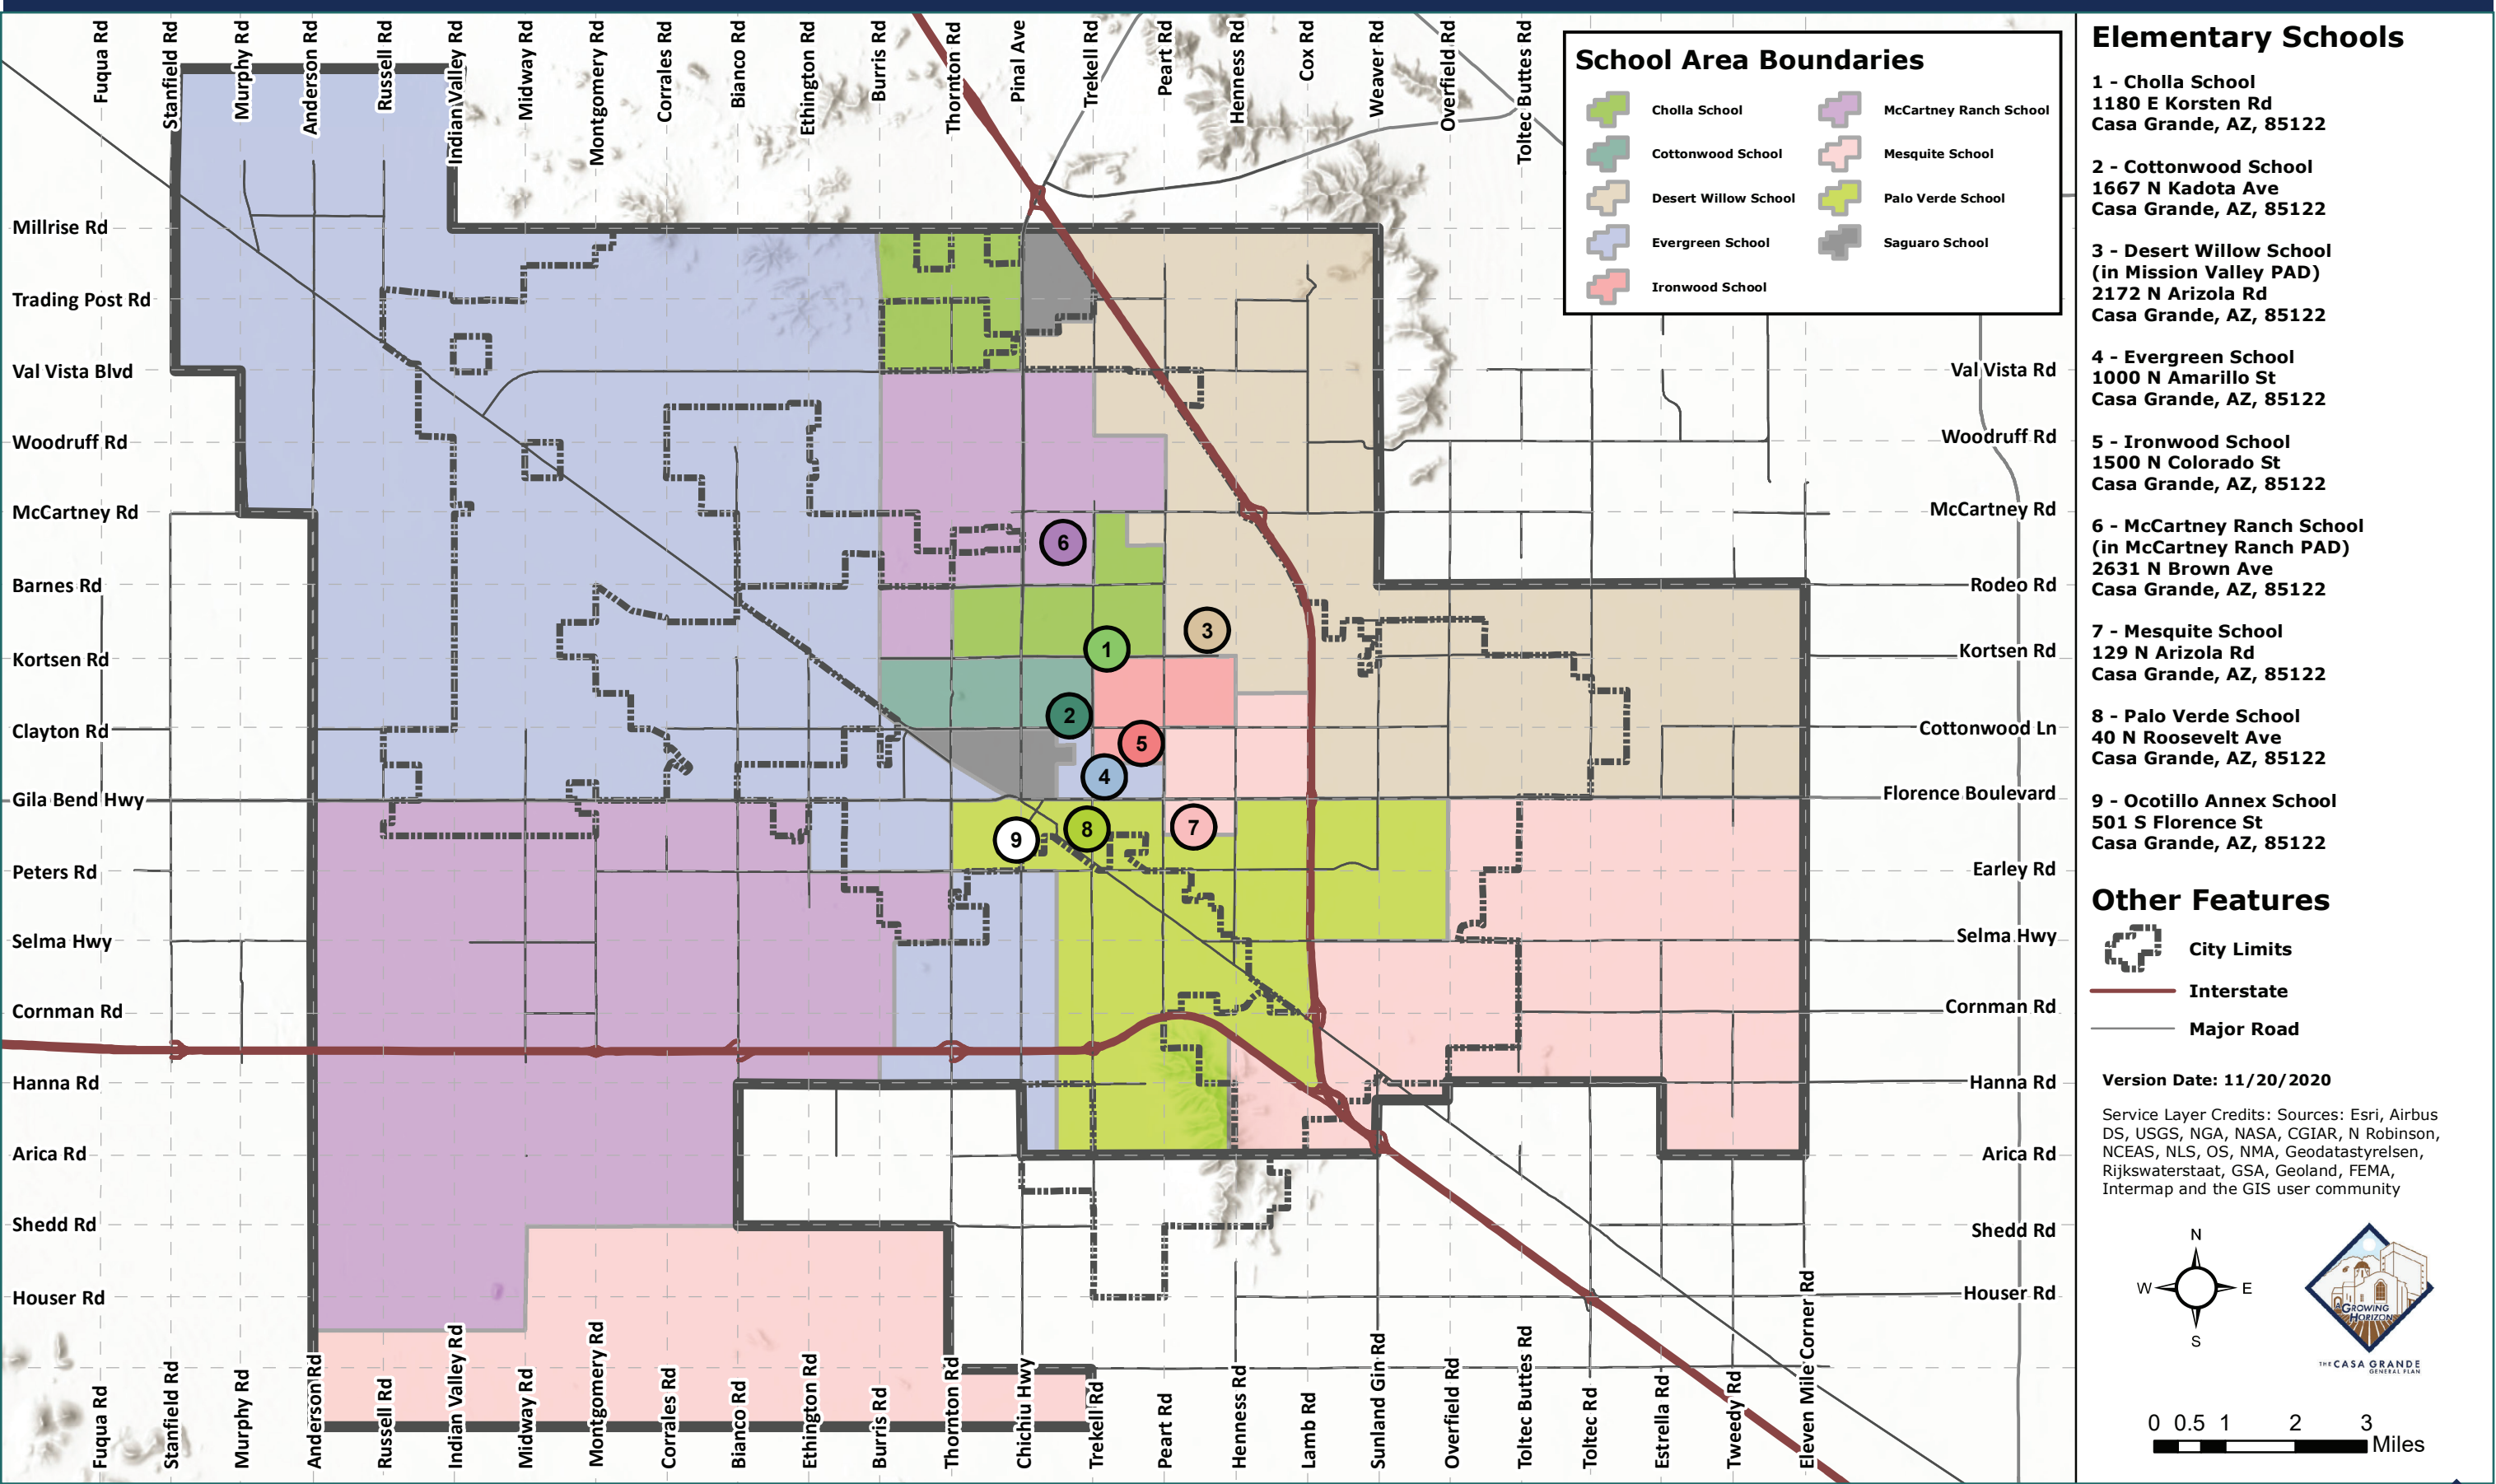 Fuqua Rd
Stanfield Rd
Murphy Rd
Anderson Rd
Russell Rd
Indian Valley Rd
Midway Rd
Montgomery Rd
Corrales Rd
Bianco Rd
Ethington Rd
Burris Rd
Thornton Rd
Pinal Ave
Trekell Rd
Peart Rd
Henness Rd
Cox Rd
Weaver Rd
Overfield Rd
Toltec Buttes Rd
School Area Boundaries
Cholla School
Cottonwood School
Desert Willow School
Evergreen School
Ironwood School
McCartney Ranch School
Mesquite School
Palo Verde School
Saguaro School
Millrise Rd
Trading Post Rd
Val Vista Blvd
Woodruff Rd
McCartney Rd
Barnes Rd
Kortsen Rd
Clayton Rd
Gila Bend Hwy
Peters Rd
Selma Hwy
Cornman Rd
Hanna Rd
Arica Rd
Shedd Rd
Houser Rd
6
3
1
2
5
4
8
7
9
Val Vista Rd
Woodruff Rd
McCartney Rd
Rodeo Rd
Kortsen Rd
Cottonwood Ln
Florence Boulevard
Earley Rd
Selma Hwy
Cornman Rd
Hanna Rd
Arica Rd
Shedd Rd
Houser Rd
Fuqua Rd
Stanfield Rd
Murphy Rd
Anderson Rd
Russell Rd
Indian Valley Rd
Midway Rd
Montgomery Rd
Corrales Rd
Bianco Rd
Ethington Rd
Burris Rd
Thornton Rd
Chichiu Hwy
Trekell Rd
Peart Rd
Henness Rd
Lamb Rd
Sunland Gin Rd
Overfield Rd
Toltec Buttes Rd
Toltec Rd
Estrella Rd
Tweedy Rd
Eleven Mile Corner Rd
Elementary Schools
1 - Cholla School
1180 E Korsten Rd
Casa Grande, AZ, 85122
2 - Cottonwood School
1667 N Kadota Ave
Casa Grande, AZ, 85122
3 - Desert Willow School
(in Mission Valley PAD)
2172 N Arizola Rd
Casa Grande, AZ, 85122
4 - Evergreen School
1000 N Amarillo St
Casa Grande, AZ, 85122
5 - Ironwood School
1500 N Colorado St
Casa Grande, AZ, 85122
6 - McCartney Ranch School
(in McCartney Ranch PAD)
2631 N Brown Ave
Casa Grande, AZ, 85122
7 - Mesquite School
129 N Arizola Rd
Casa Grande, AZ, 85122
8 - Palo Verde School
40 N Roosevelt Ave
Casa Grande, AZ, 85122
9 - Ocotillo Annex School
501 S Florence St
Casa Grande, AZ, 85122
Other Features
City Limits
Interstate
Major Road
Version Date: 11/20/2020
Service Layer Credits: Sources: Esri, Airbus
DS, USGS, NGA, NASA, CGIAR, N Robinson,
NCEAS, NLS, OS, NMA, Geodatastyrelsen,
Rijkswaterstaat, GSA, Geoland, FEMA,
Intermap and the GIS user community
N
W
E
S
A GROWING
HORIZON
THE CASA GRANDE
GENERAL PLAN
0 0.5 1 2 3
Miles